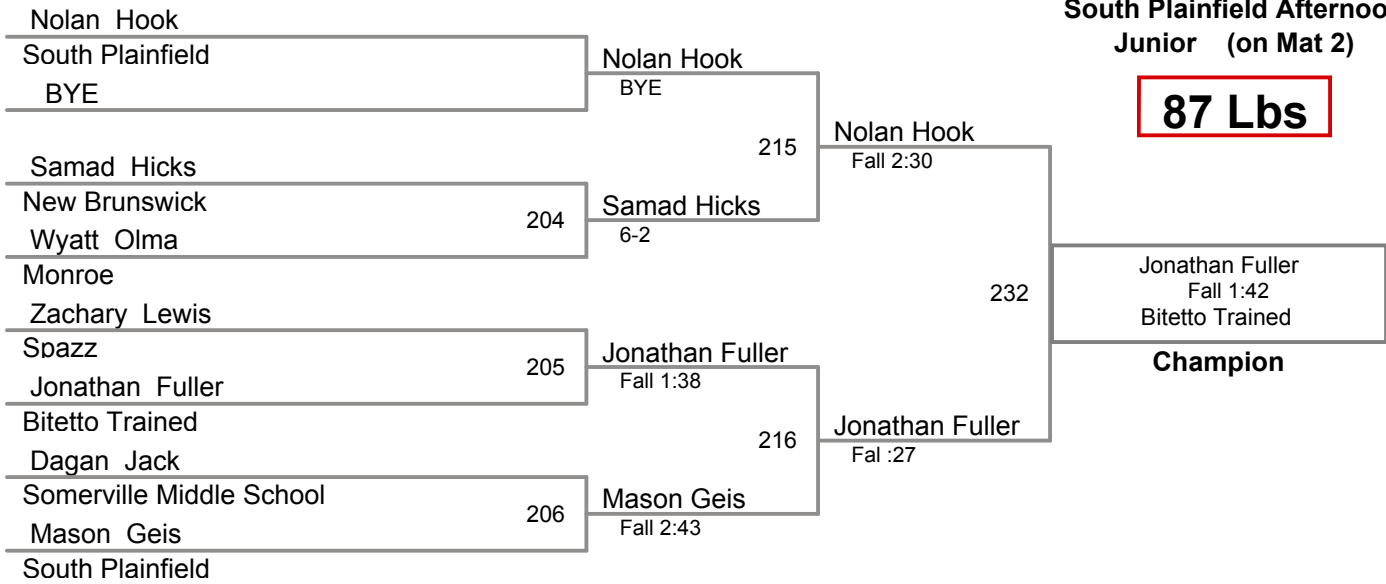 South Plainfield Afternoo
Junior (on Mat 2)
87 Lbs
Nolan Hook
South Plainfield
BYE
Samad Hicks
New Brunswick
Wyatt Olma
Monroe
Zachary Lewis
Spazz
Jonathan Fuller
Bitetto Trained
Dagan Jack
Somerville Middle School
Mason Geis
South Plainfield
204
205
206
Nolan Hook
BYE
Samad Hicks
6-2
Jonathan Fuller
Fall 1:38
Mason Geis
Fall 2:43
215
216
Nolan Hook
Fall 2:30
Jonathan Fuller
Fal :27
232
Jonathan Fuller
Fall 1:42
Bitetto Trained
Champion